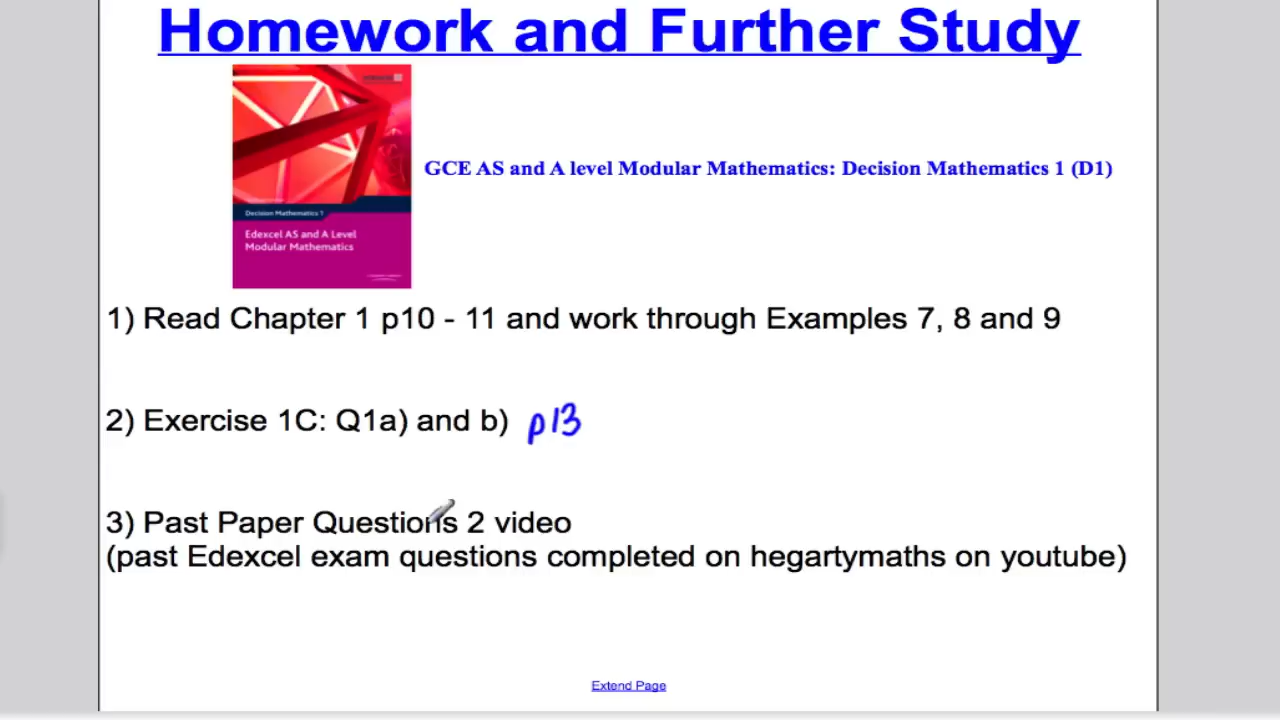 Homework and Further Study
GCE AS and A level Modular Mathematics: Decision Mathematics 1 (D1)
Decision Mathematics 1
Edexcel AS and A Level
Modular Mathematics
1) Read Chapter 1 p10 - 11 and work through Examples 7, 8 and 9
2) Exercise 1C: Q1a) and b) p13
3) Past Paper Questions 2 video
(past Edexcel exam questions completed on hegartymaths on youtube)
Extend Page